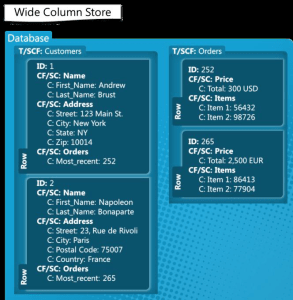 Wide Column Store
Database
T/SCF: Customers
Row
ID: 1
CF/SC: Name
C: First_Name: Andrew
C: Last_Name: Brust
CF/SC: Address
C: Street: 123 Main St.
C: City: New York
C: State: NY
C: Zip: 10014
CF/SC: Orders
C: Most_recent: 252
Row
ID: 2
CF/SC: Name
C: First_Name: Napoleon
C: Last_Name: Bonaparte
CF/SC: Address
C: Street: 23, Rue de Rivoli
C: City: Paris
C: Postal Code: 75007
C: Country: France
CF/SC: Orders
C: Most_recent: 265
T/SCF: Orders
Row
ID: 252
CF/SC: Price
C: Total: 300 USD
CF/SC: Items
C: Item 1: 56432
C: Item 2: 98726
Row
ID: 265
CF/SC: Price
C: Total: 2,500 EUR
CF/SC: Items
C: Item 1: 86413
C: Item 2: 77904